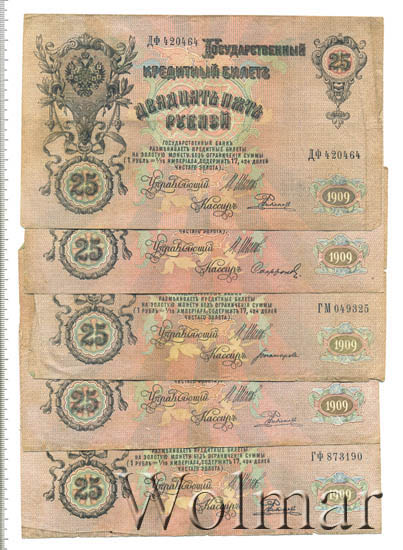 ДФ 420464 Государственный
25
Кредитный Билетъ
Двадцать Пять
Рублей
ГОСУДАРСТВЕННЫЙ БАНКЪ
РАЗМѢНИВАЕТЪ КРЕДИТНЫЕ БИЛЕТЫ
НА ЗОЛОТУЮ МОНЕТУ БЕЗЪ ОГРАНИЧЕНІЯ СУММЫ
(1 РУБЛЬ = 1/15 ИМПЕРІАЛА, СОДЕРЖИТЪ 17,424 ДОЛЕЙ
ЧИСТАГО ЗОЛОТА).
ДФ 420464
25 Управляющій 1909
Кассиръ
ЧИСТАГО ЗОЛОТА).
25 Управляющій 1909
Кассиръ
РАЗМѢНИВАЕТЪ КРЕДИТНЫЕ БИЛЕТЫ
НА ЗОЛОТУЮ МОНЕТУ БЕЗЪ ОГРАНИЧЕНІЯ СУММЫ
(1 РУБЛЬ = 1/15 ИМПЕРІАЛА, СОДЕРЖИТЪ 17,424 ДОЛЕЙ
ЧИСТАГО ЗОЛОТА).
ГМ 049325
25 Управляющій 1909
Кассиръ
25 Управляющій 1909
Кассиръ
РАЗМѢНИВАЕТЪ КРЕДИТНЫЕ БИЛЕТЫ
НА ЗОЛОТУЮ МОНЕТУ БЕЗЪ ОГРАНИЧЕНІЯ СУММЫ
(1 РУБЛЬ = 1/15 ИМПЕРІАЛА, СОДЕРЖИТЪ 17,424 ДОЛЕЙ
ЧИСТАГО ЗОЛОТА).
ГФ 873190
25 Управляющій 1909
Кассиръ
Wolmar